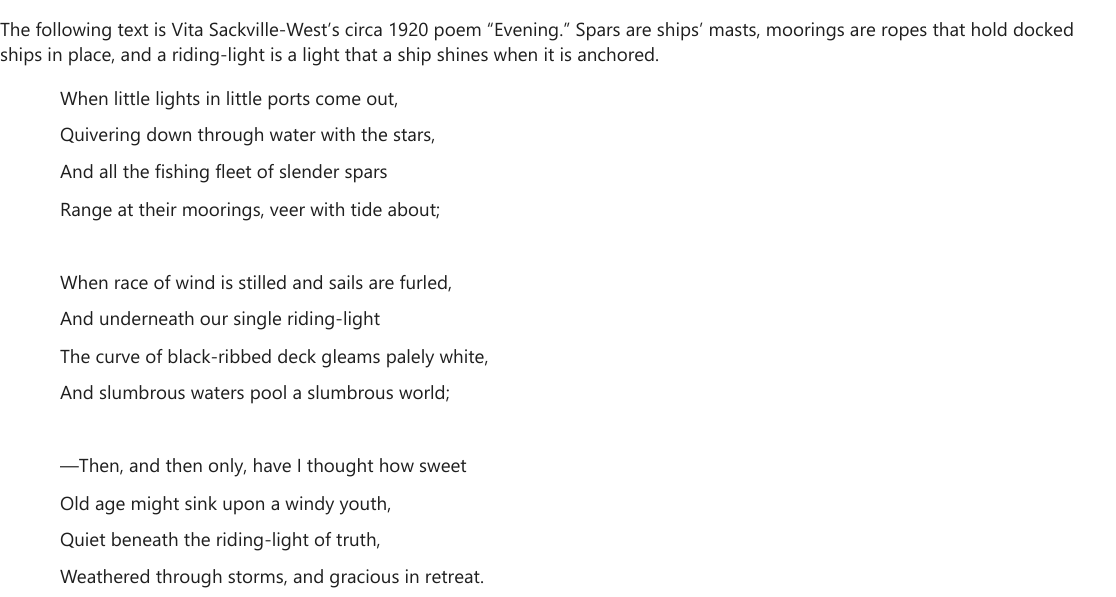 The following text is Vita Sackville-West’s circa 1920 poem “Evening.” Spars are ships’ masts, moorings are ropes that hold docked
ships in place, and a riding-light is a light that a ship shines when it is anchored.
When little lights in little ports come out,
Quivering down through water with the stars,
And all the fishing fleet of slender spars
Range at their moorings, veer with tide about;
When race of wind is stilled and sails are furled,
And underneath our single riding-light
The curve of black-ribbed deck gleams palely white,
And slumbrous waters pool a slumbrous world;
—Then, and then only, have I thought how sweet
Old age might sink upon a windy youth,
Quiet beneath the riding-light of truth,
Weathered through storms, and gracious in retreat.